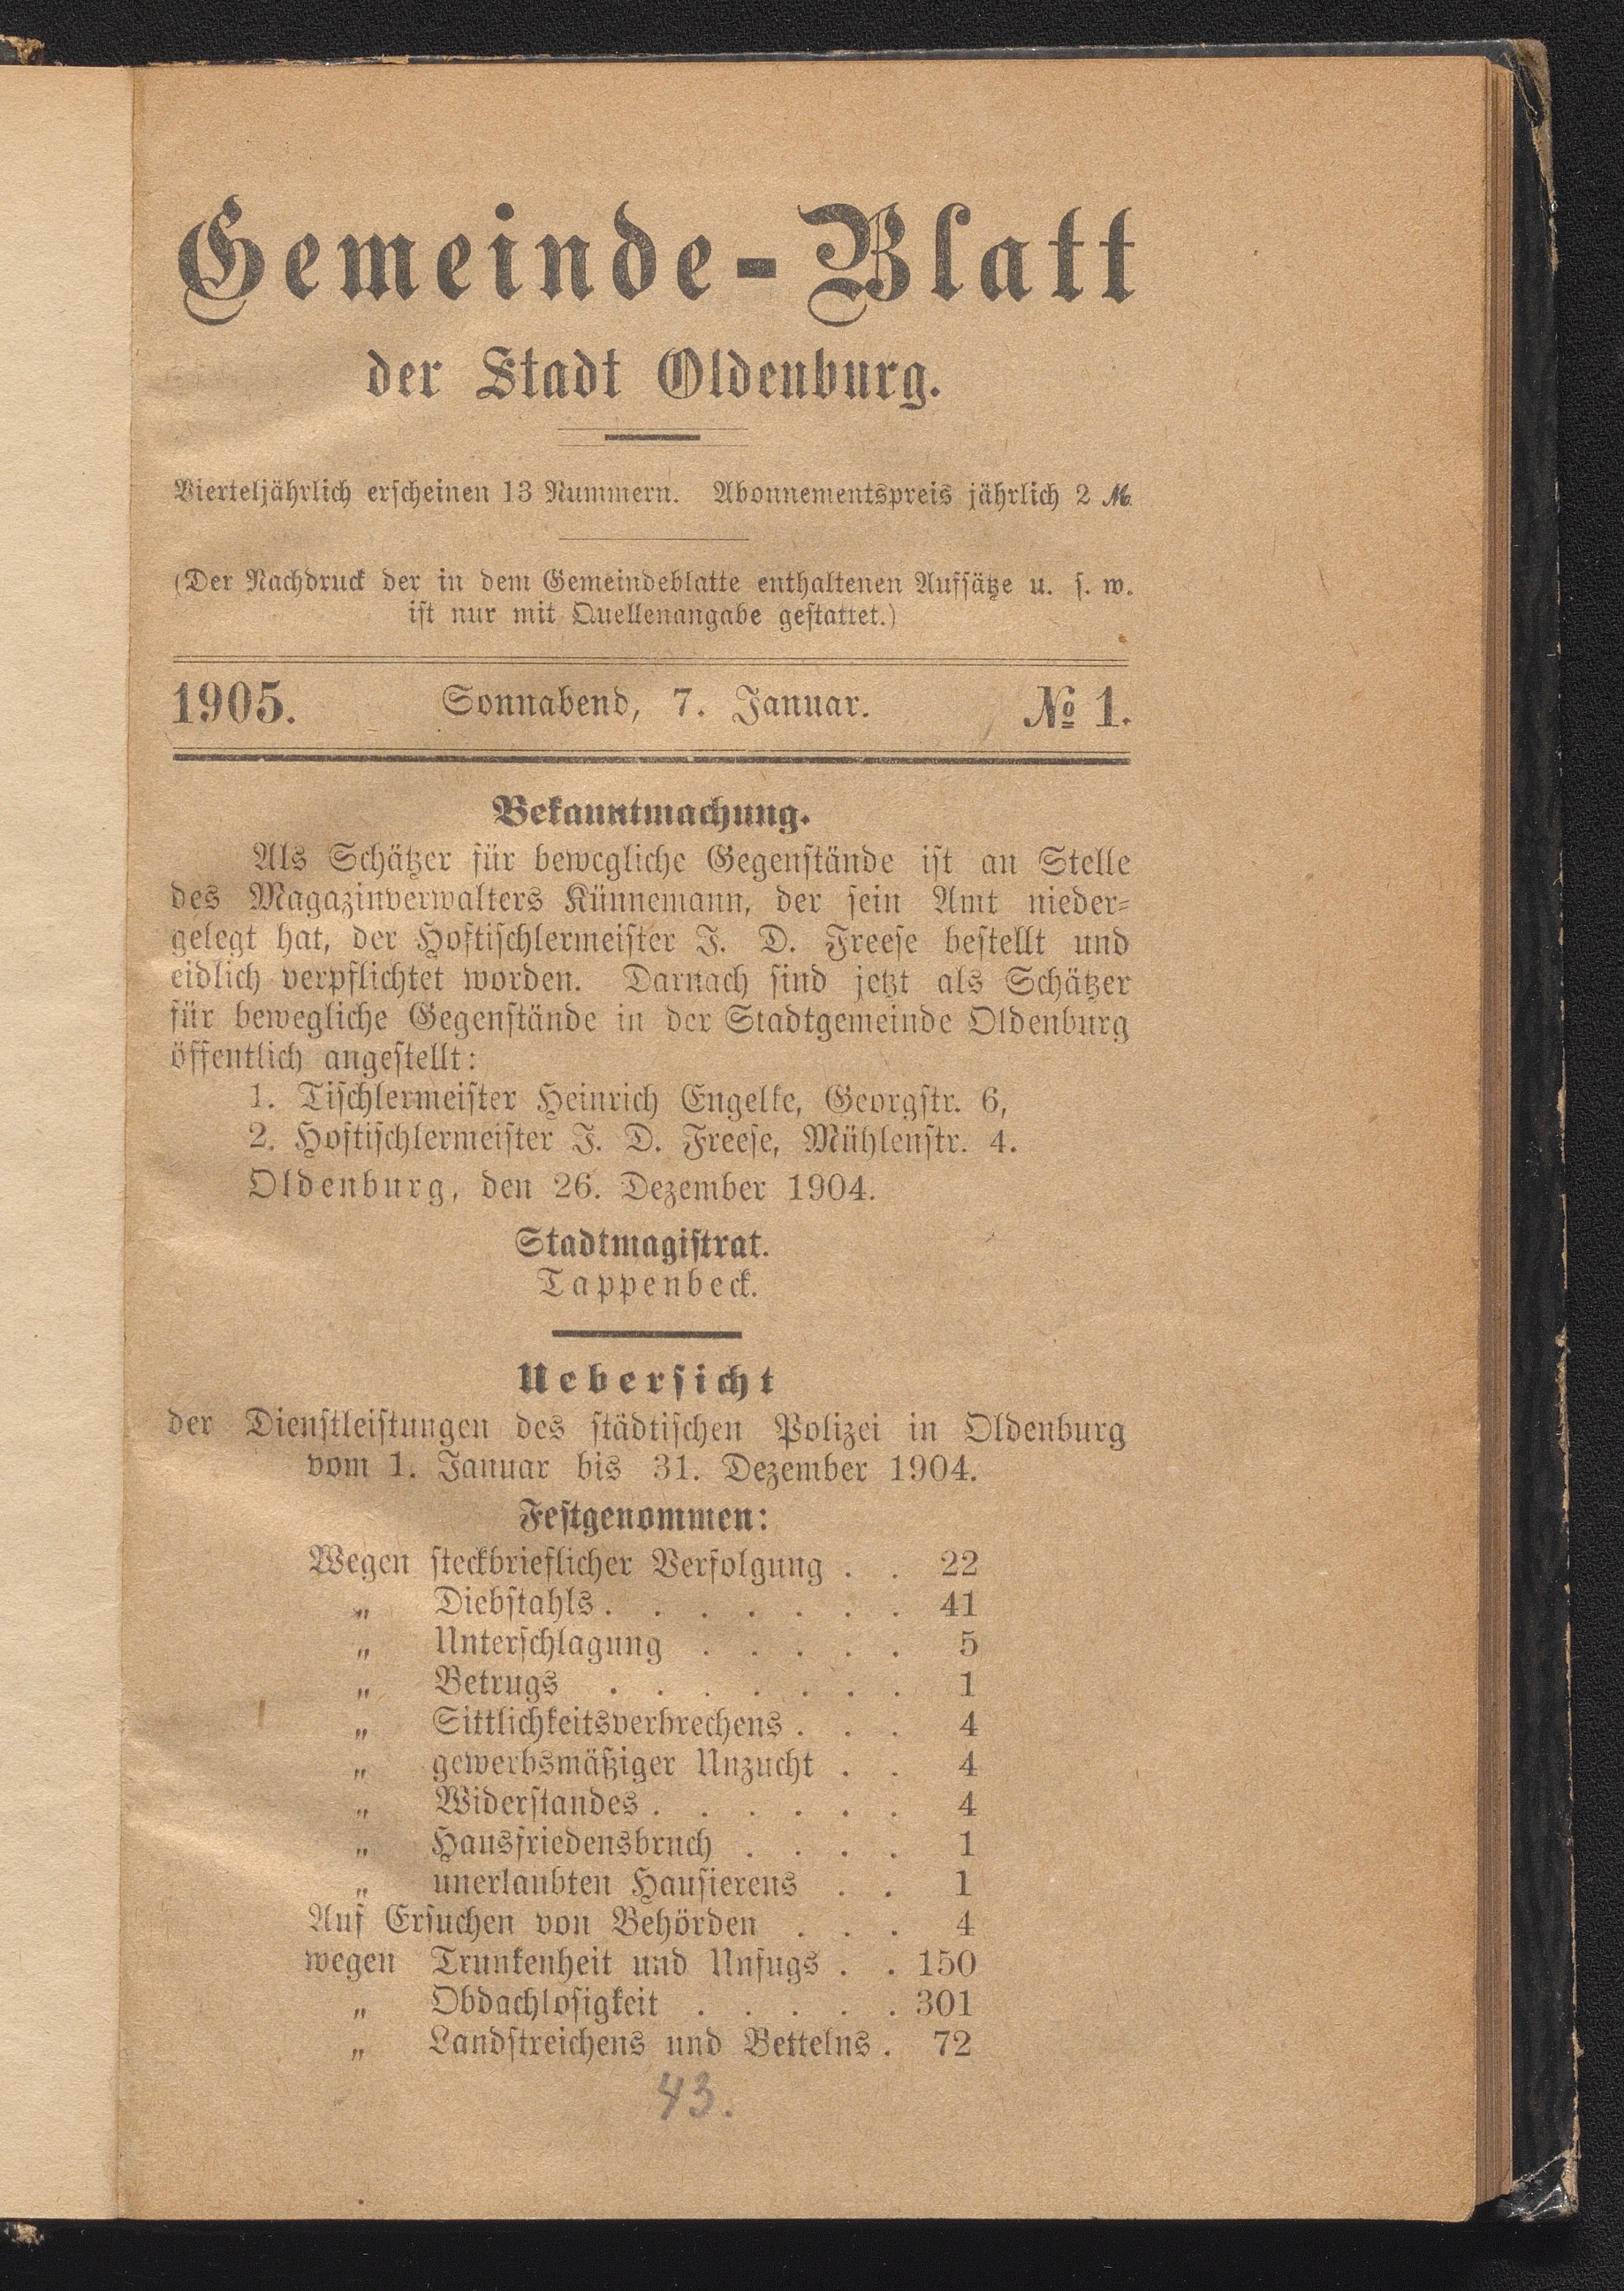 Gemeinde-Blatt
der Stadt Oldenburg.
Vierteljährlich erscheinen 13 Nummern. Abonnementspreis jährlich 2 ℳ.
(Der Nachdruck der in dem Gemeindeblatte enthaltenen Aufsätze u. s. w.
ist nur mit Quellenangabe gestattet.)
1905. Sonnabend, 7. Januar. № 1.
Bekanntmachung.
Als Schätzer für bewegliche Gegenstände ist an Stelle
des Magazinverwalters Künnemann, der sein Amt nieder-
gelegt hat, der Hoftischlermeister J. D. Freese bestellt und
eidlich verpflichtet worden. Darnach sind jetzt als Schätzer
für bewegliche Gegenstände in der Stadtgemeinde Oldenburg
öffentlich angestellt:
1. Tischlermeister Heinrich Engelke, Georgstr. 6,
2. Hoftischlermeister J. D. Freese, Mühlenstr. 4.
Oldenburg, den 26. Dezember 1904.
Stadtmagistrat.
Tappenbeck.
Uebersicht
der Dienstleistungen des städtischen Polizei in Oldenburg
vom 1. Januar bis 31. Dezember 1904.
Festgenommen:
Wegen steckbrieflicher Verfolgung . . 22
„ Diebstahls . . . . . . . 41
„ Unterschlagung . . . . . 5
„ Betrugs . . . . . . . 1
„ Sittlichkeitsverbrechens . . . 4
„ gewerbsmäßiger Unzucht . . 4
„ Widerstandes . . . . . . 4
„ Hausfriedensbruch . . . . 1
„ unerlaubten Hausierens . . 1
Auf Ersuchen von Behörden . . . 4
wegen Trunkenheit und Unfugs . . 150
„ Obdachlosigkeit . . . . . 301
„ Landstreichens und Bettelns . 72
43.